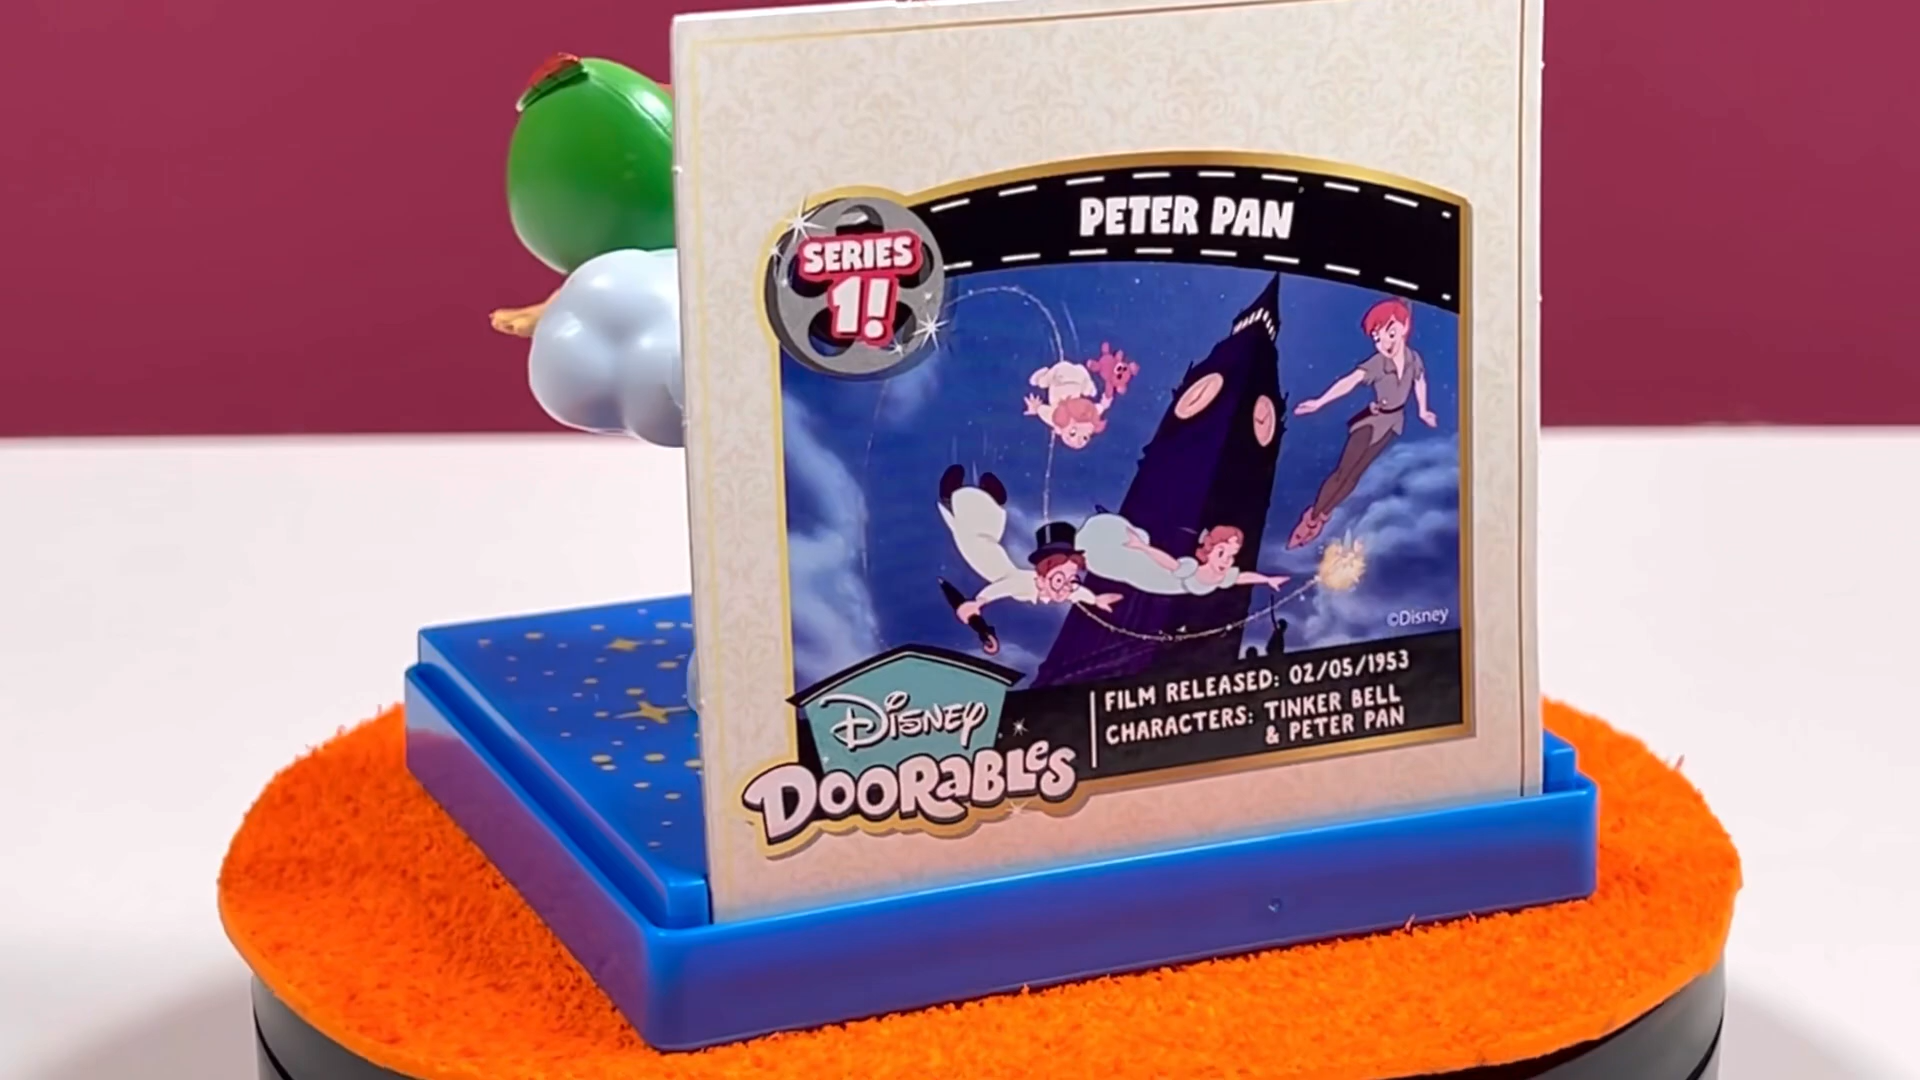 PETER PAN
SERIES
1!
©Disney
FILM RELEASED: 02/05/1953
CHARACTERS: TINKER BELL
& PETER PAN
DISNEY
DOORABLES